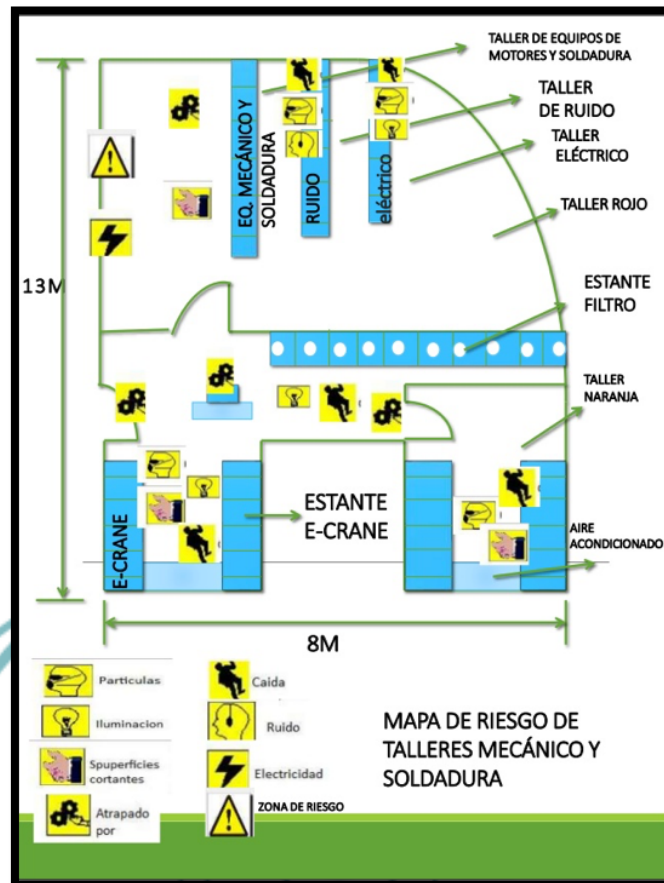 TALLER DE EQUIPOS DE
MOTORES Y SOLDADURA
TALLER
DE RUIDO
TALLER
ELÉCTRICO
TALLER ROJO
ESTANTE
FILTRO
TALLER
NARANJA
AIRE
ACONDICIONADO
EQ. MECÁNICO Y
SOLDADURA
RUIDO
eléctrico
13M
ESTANTE
E-CRANE
E-CRANE
8M
Particulas
Iluminacion
Spuperficies
cortantes
Atrapado
por
Caida
Ruido
Electricidad
ZONA DE RIESGO
MAPA DE RIESGO DE
TALLERES MECÁNICO Y
SOLDADURA